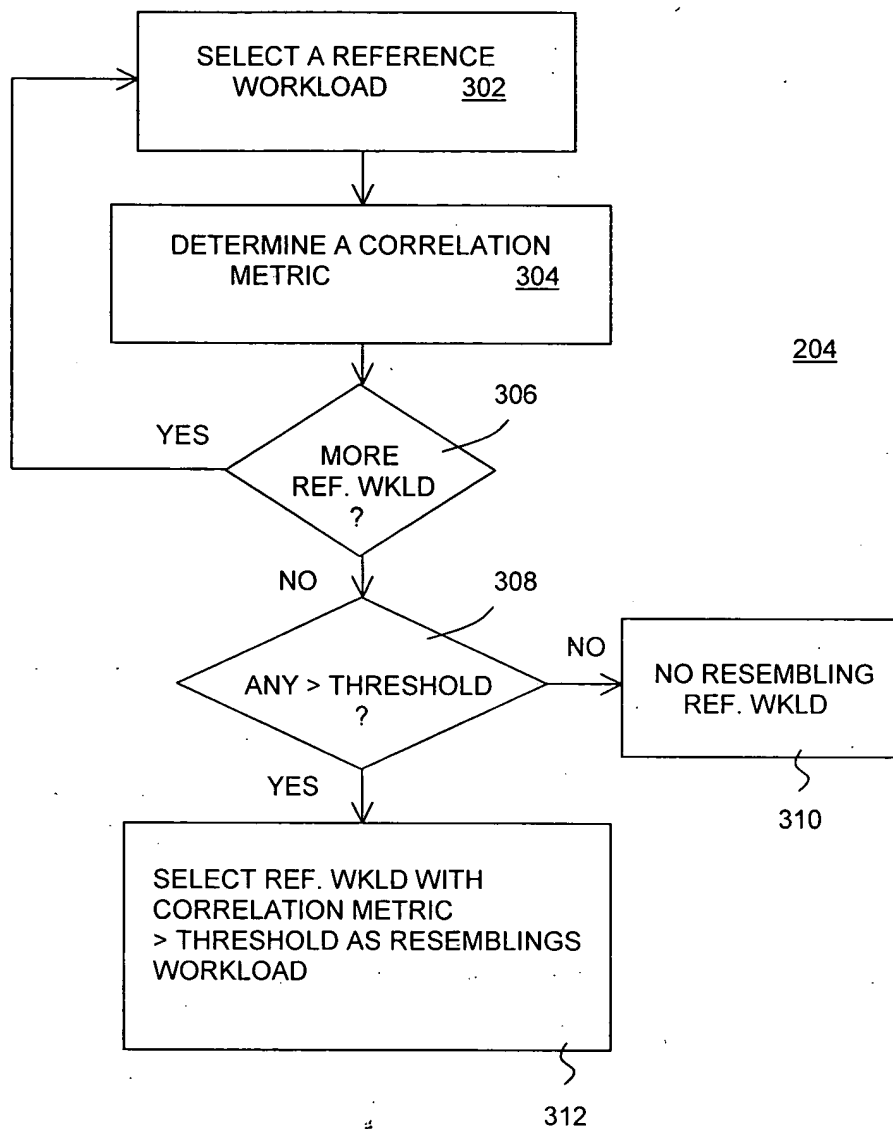 SELECT A REFERENCE
WORKLOAD 302
DETERMINE A CORRELATION
METRIC 304
204
306
YES
MORE
REF. WKLD
?
NO
308
ANY > THRESHOLD
?
NO
NO RESEMBLING
REF. WKLD
310
YES
SELECT REF. WKLD WITH
CORRELATION METRIC
> THRESHOLD AS RESEMBLINGS
WORKLOAD
312